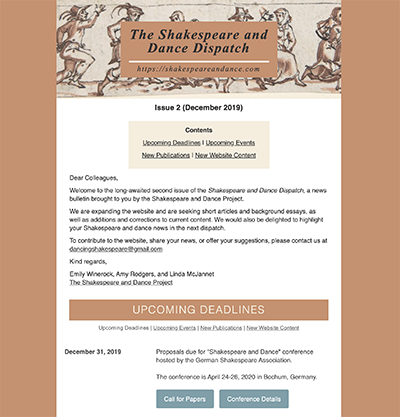 The Shakespeare and
Dance Dispatch
https://shakespeareanddance.com
Issue 2 (December 2019)
Contents
Upcoming Deadlines I Upcoming Events
New Publications I New Website Content
Dear Colleagues,
Welcome to the long-awaited second issue of the Shakespeare and Dance Dispatch, a news
bulletin brought to you by the Shakespeare and Dance Project.
We are expanding the website and are seeking short articles and background essays, as
well as additions and corrections to current content. We would also be delighted to highlight
your Shakespeare and dance news in the next dispatch.
To contribute to the website, share your news, or offer your suggestions, please contact us at
dancingshakespeare@gmail.com
Kind regards,
Emily Winerock, Amy Rodgers, and Linda McJannet
The Shakespeare and Dance Project
UPCOMING DEADLINES
Upcoming Deadlines | Upcoming Events | New Publications | New Website Content
December 31, 2019
Proposals due for "Shakespeare and Dance" conference
hosted by the German Shakespeare Association.
The conference is April 24-26, 2020 in Bochum, Germany.
Call for Papers
Conference Details